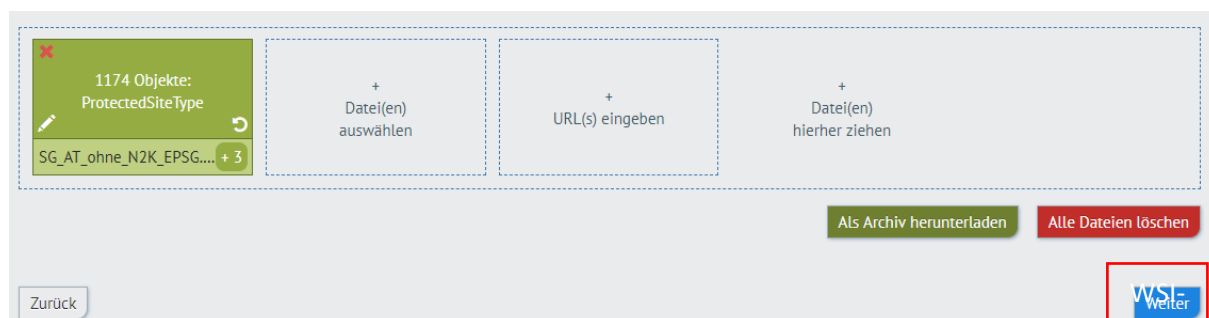 1174 Objekte:
ProtectedSiteType
SG_AT_ohne_N2K_EPSG.... + 3
+
Datei(en)
auswählen
+
URL(s) eingeben
+
Datei(en)
hierher ziehen
Als Archiv herunterladen
Alle Dateien löschen
Zurück
WSI-
Weiter